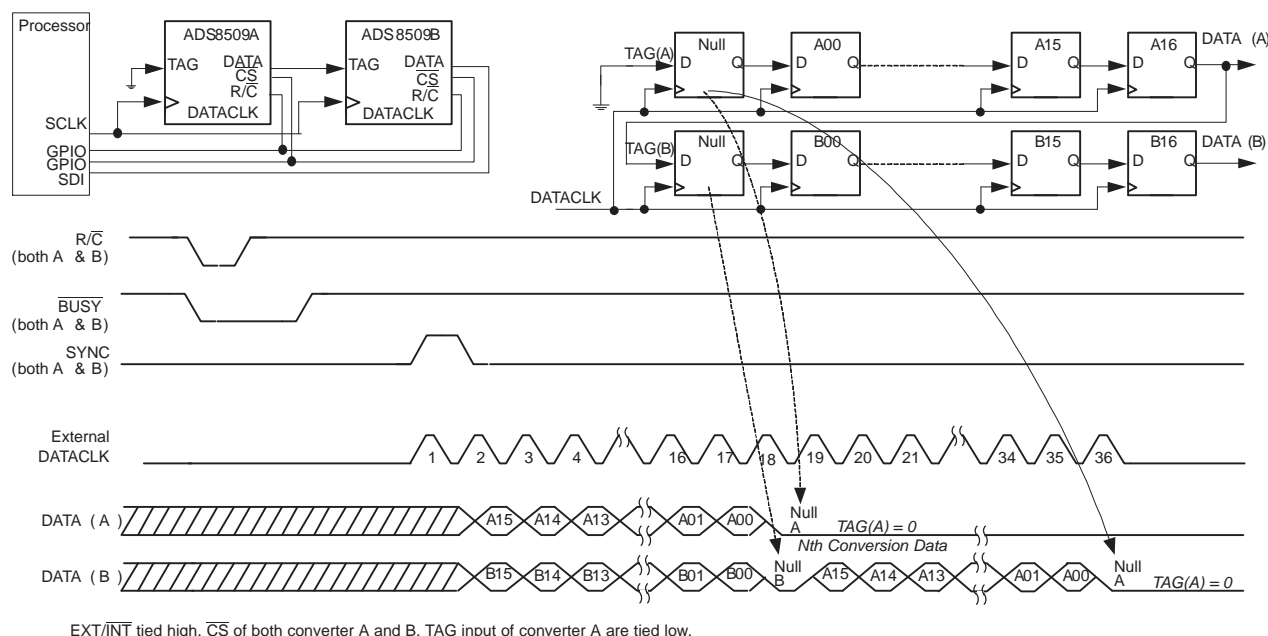 Processor
ADS8509A
ADS8509B
TAG
DATA
CS
R/C
DATACLK
TAG
DATA
CS
R/C
DATACLK
SCLK
GPIO
GPIO
SDI
TAG(A)
Null
D
A00
D
Q
A15
D
Q
A16
D
Q
DATA (A)
TAG(B)
Null
D
B00
D
Q
B15
D
Q
B16
D
Q
DATA (B)
DATACLK
R/C
(both A & B)
BUSY
(both A & B)
SYNC
(both A & B)
External
DATACLK
1 2 3 4 16 17 18 19 20 21 34 35 36
DATA ( A )
A15 A14 A13 A01 A00
Null
A
TAG(A) = 0
Nth Conversion Data
DATA ( B )
B15 B14 B13 B01 B00
Null
B
A15 A14 A13 A01 A00
Null
A
TAG(A) = 0
EXT/INT tied high, CS of both converter A and B, TAG input of converter A are tied low.